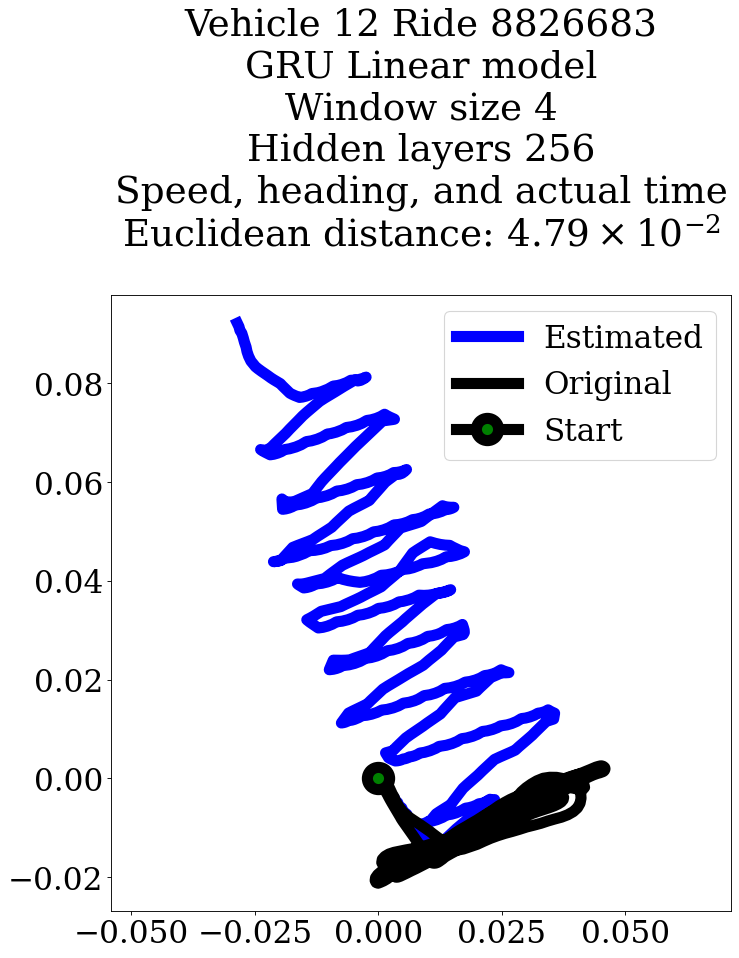 Vehicle 12 Ride 8826683
GRU Linear model
Window size 4
Hidden layers 256
Speed, heading, and actual time
Euclidean distance: 4.79 × 10⁻²
Estimated
Original
Start
0.08
0.06
0.04
0.02
0.00
−0.02
−0.050 −0.025 0.000 0.025 0.050